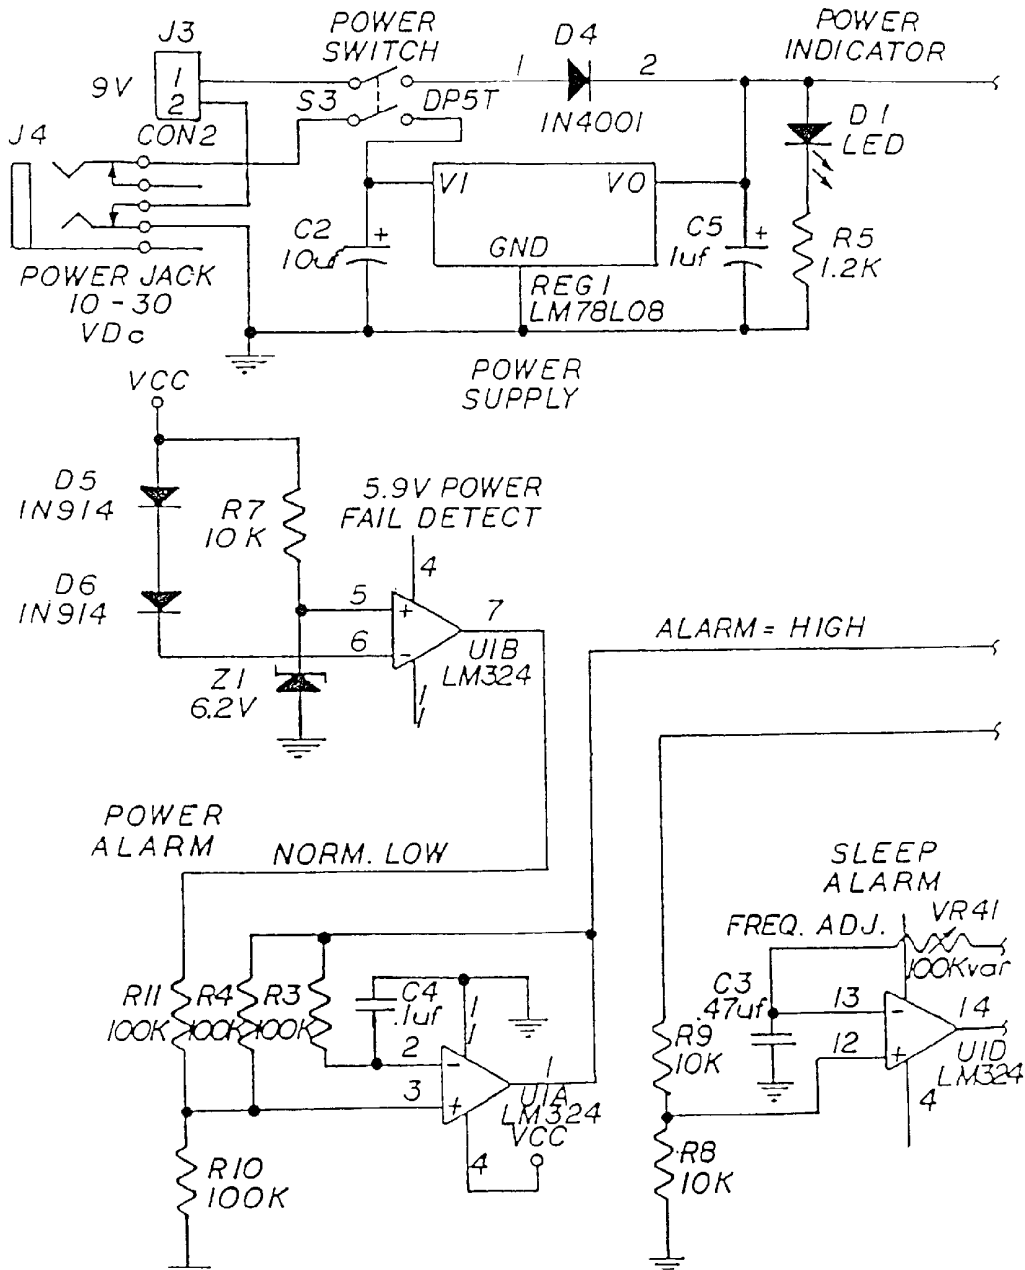 J3
POWER
SWITCH
D4
POWER
INDICATOR
9V
1
2
1
2
S3
DP5T
1N4001
D1
LED
J4
CON2
VI
VO
C2
10uf
+
GND
C5
1uf
+
R5
1.2K
POWER JACK
10-30
VDc
REG1
LM78L08
POWER
SUPPLY
VCC
D5
1N914
R7
10K
5.9V POWER
FAIL DETECT
4
D6
1N914
5
+
7
6
-
U1B
LM324
ALARM = HIGH
Z1
6.2V
11
POWER
ALARM
NORM. LOW
SLEEP
ALARM
FREQ. ADJ.
VR41
100Kvar
R11
100K
R4
100K
R3
100K
C4
.1uf
11
C3
.47uf
13
-
14
2
-
1
R9
10K
12
+
U1D
LM324
3
+
U1A
LM324
VCC
4
4
R10
100K
R8
10K